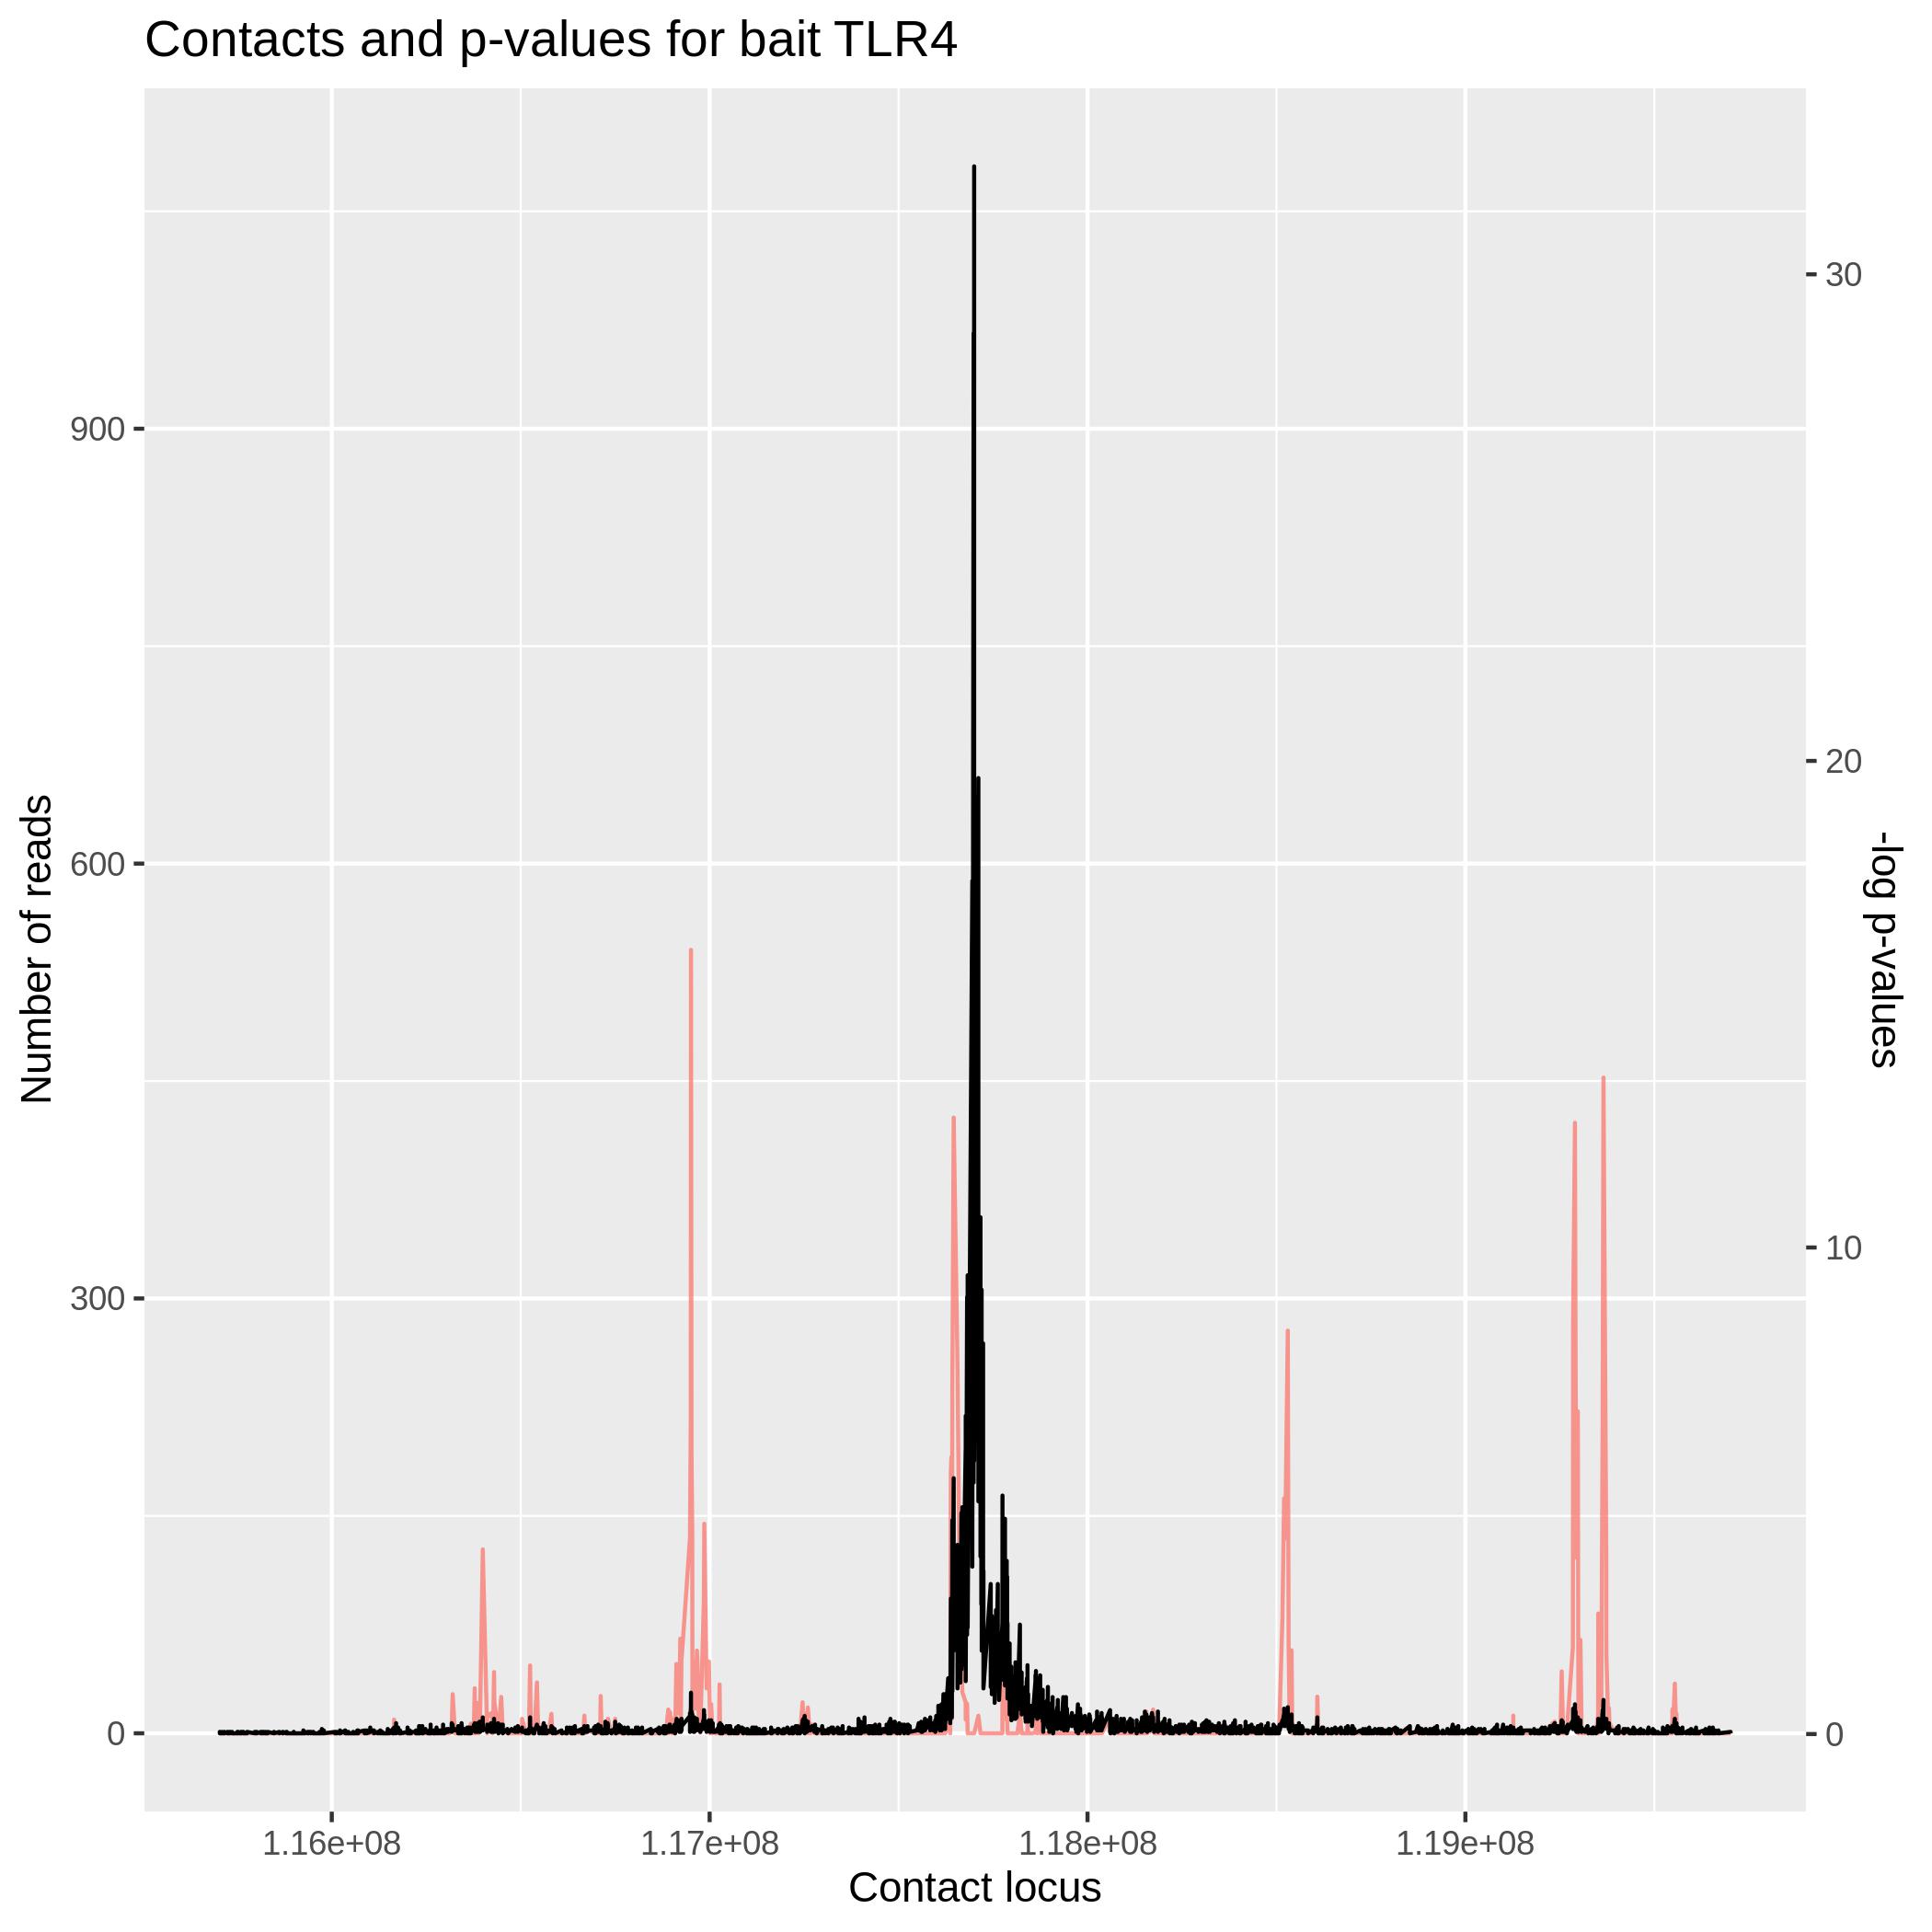 Contacts and p-values for bait TLR4
Number of reads
900
600
300
0
30
20
10
0
-log p-values
1.16e+08 1.17e+08 1.18e+08 1.19e+08
Contact locus